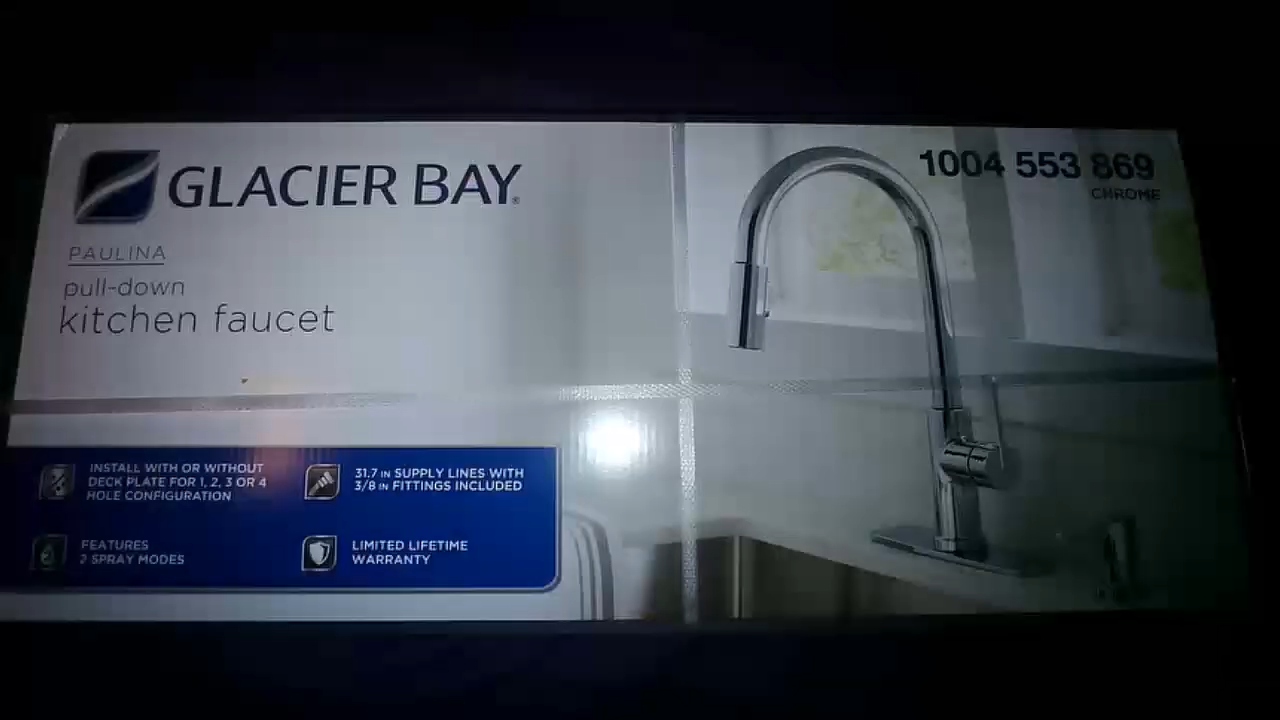 GLACIER BAY®
PAULINA
pull-down
kitchen faucet
1004 553 869
CHROME
INSTALL WITH OR WITHOUT
DECK PLATE FOR 1, 2, 3 OR 4
HOLE CONFIGURATION
31.7 IN SUPPLY LINES WITH
3/8 IN FITTINGS INCLUDED
FEATURES
2 SPRAY MODES
LIMITED LIFETIME
WARRANTY